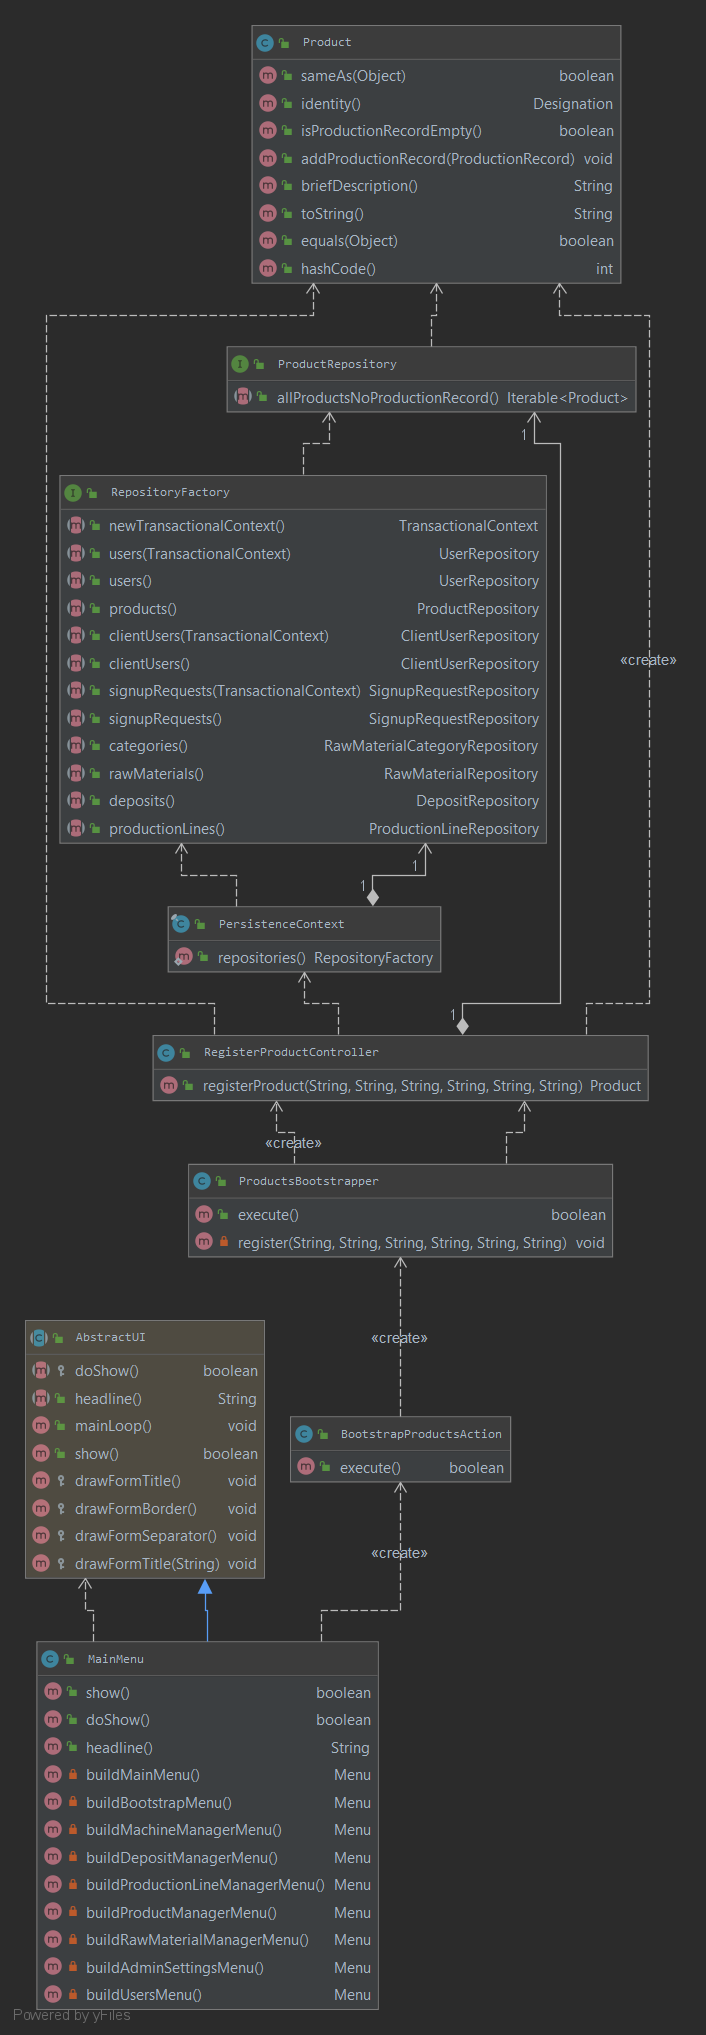 Product
sameAs(Object) boolean
identity() Designation
isProductionRecordEmpty() boolean
addProductionRecord(ProductionRecord) void
briefDescription() String
toString() String
equals(Object) boolean
hashCode() int
ProductRepository
allProductsNoProductionRecord() Iterable<Product>
1
RepositoryFactory
newTransactionalContext() TransactionalContext
users(TransactionalContext) UserRepository
users() UserRepository
products() ProductRepository
clientUsers(TransactionalContext) ClientUserRepository
clientUsers() ClientUserRepository
«create»
signupRequests(TransactionalContext) SignupRequestRepository
signupRequests() SignupRequestRepository
categories() RawMaterialCategoryRepository
rawMaterials() RawMaterialRepository
deposits() DepositRepository
productionLines() ProductionLineRepository
1
1
PersistenceContext
repositories() RepositoryFactory
1
RegisterProductController
registerProduct(String, String, String, String, String, String) Product
«create»
ProductsBootstrapper
execute() boolean
register(String, String, String, String, String, String) void
«create»
AbstractUI
doShow() boolean
headline() String
mainLoop() void
show() boolean
drawFormTitle() void
drawFormBorder() void
drawFormSeparator() void
drawFormTitle(String) void
BootstrapProductsAction
execute() boolean
«create»
MainMenu
show() boolean
doShow() boolean
headline() String
buildMainMenu() Menu
buildBootstrapMenu() Menu
buildMachineManagerMenu() Menu
buildDepositManagerMenu() Menu
buildProductionLineManagerMenu() Menu
buildProductManagerMenu() Menu
buildRawMaterialManagerMenu() Menu
buildAdminSettingsMenu() Menu
buildUsersMenu() Menu
Powered by yFiles